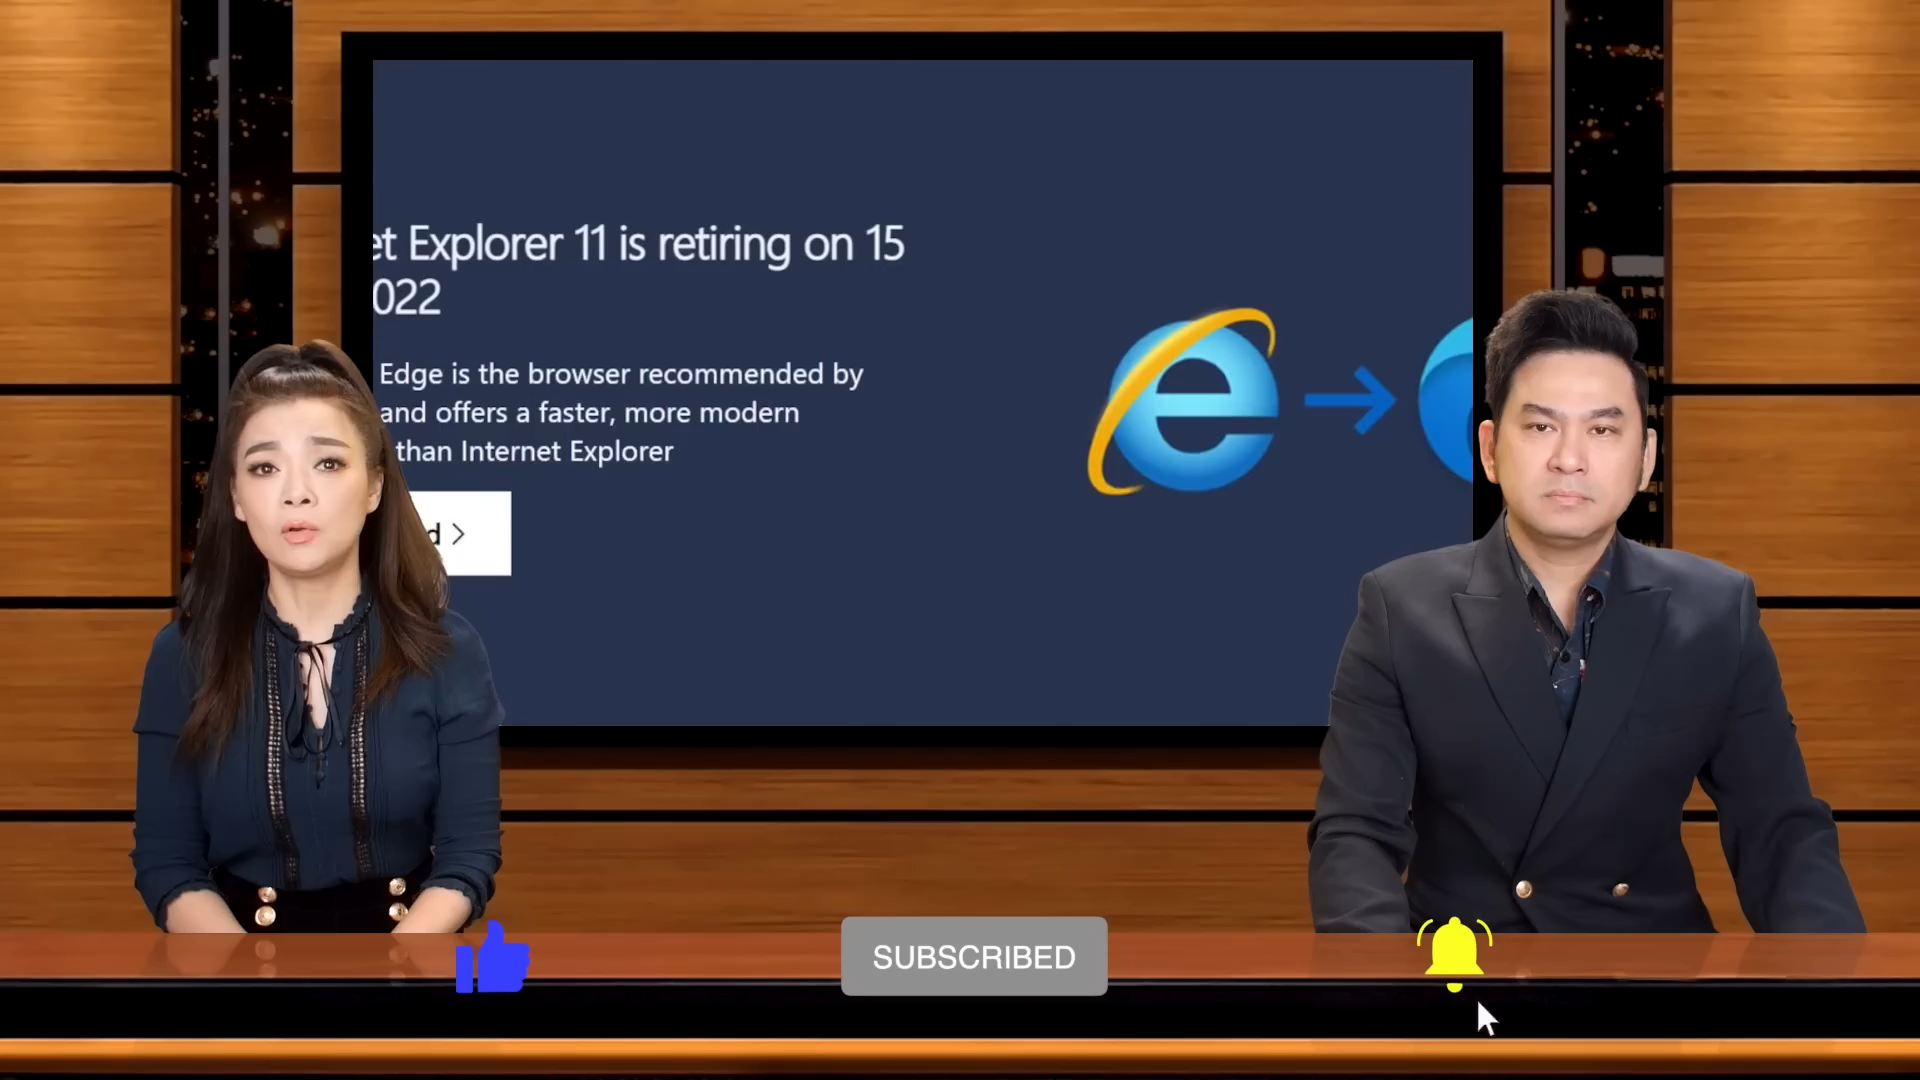 et Explorer 11 is retiring on 15
022
Edge is the browser recommended by
and offers a faster, more modern
than Internet Explorer
d >
SUBSCRIBED